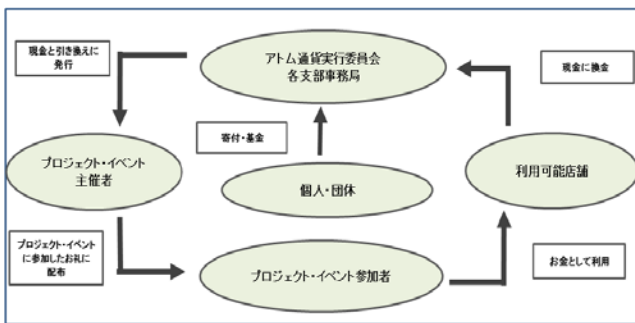 現金と引き換えに
発行
アトム通貨実行委員会
各支部事務局
現金に換金
寄付・基金
プロジェクト・イベント
主催者
個人・団体
利用可能店舗
プロジェクト・イベント
に参加したお礼に
配布
プロジェクト・イベント参加者
お金として利用